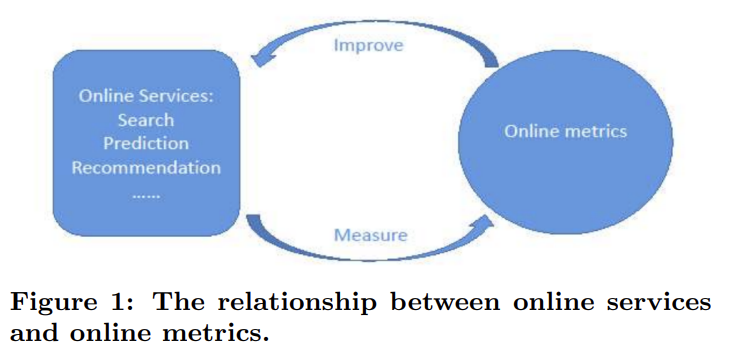 Improve
Online Services:
Search
Prediction
Recommendation
......
Online metrics
Measure
Figure 1: The relationship between online services
and online metrics.